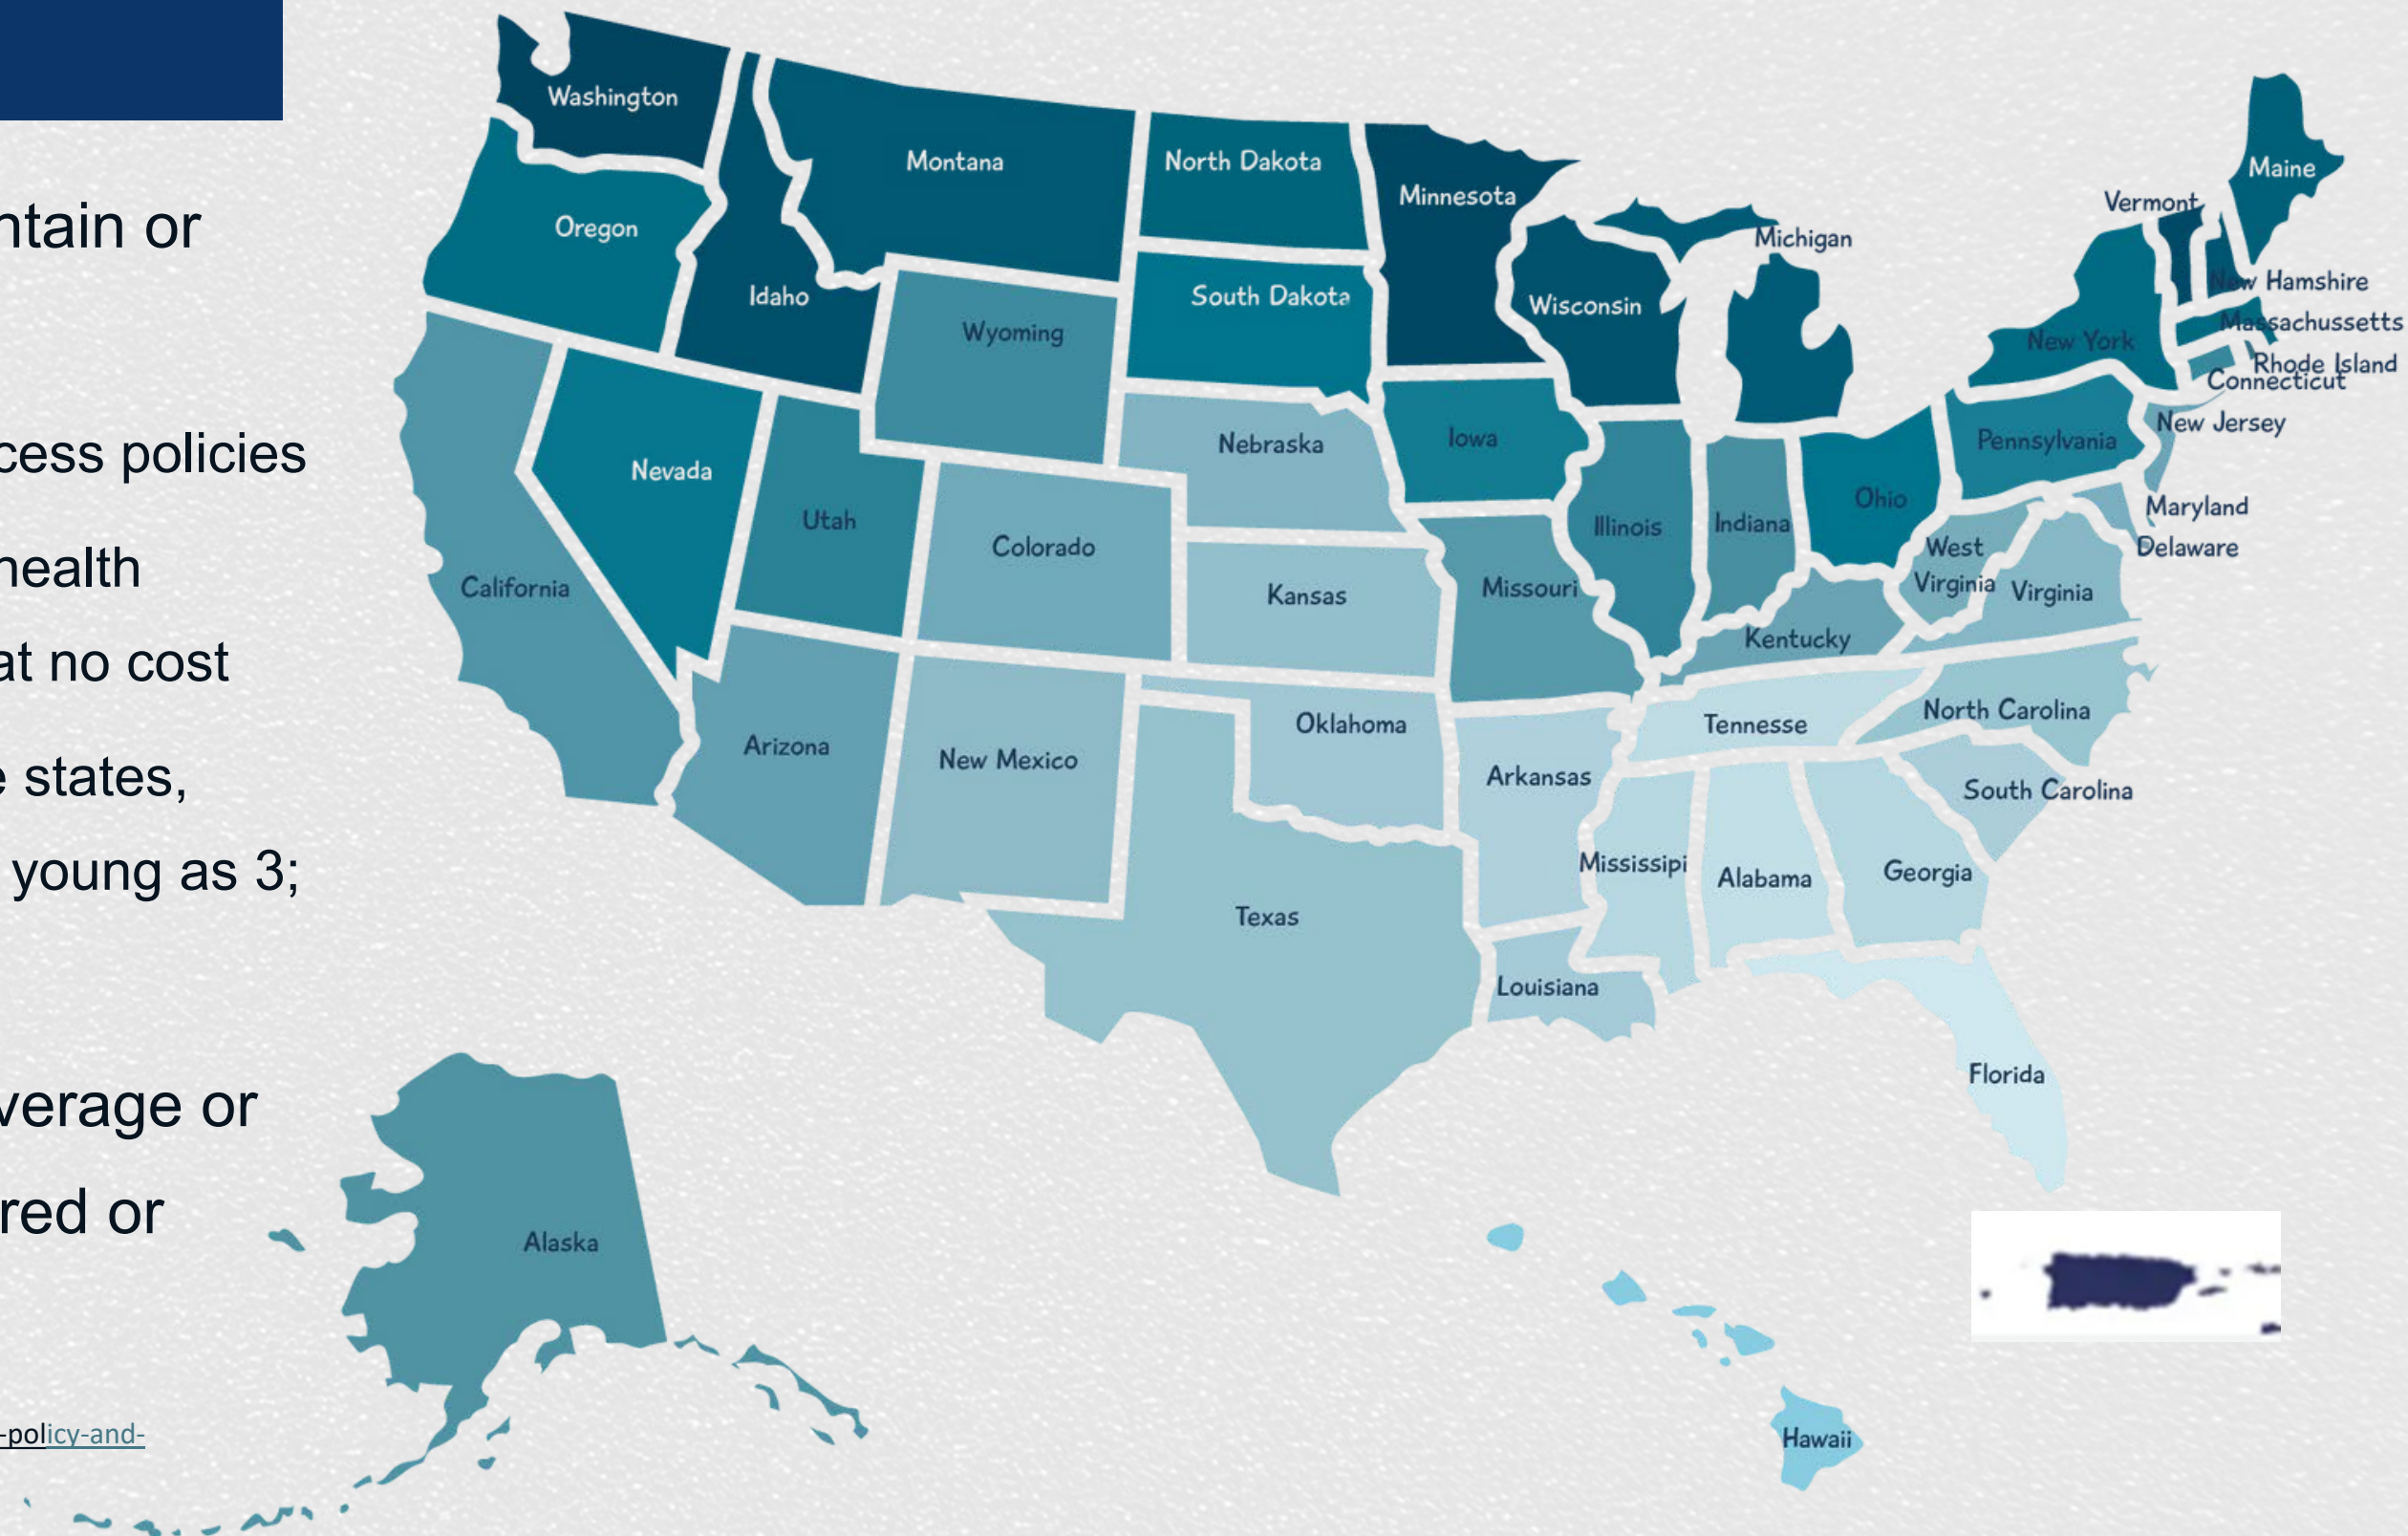 ntain or
cess policies
health
at no cost
e states,
young as 3;
verage or
red or
-policy-and-
Washington
Montana
North Dakota
Minnesota
Maine
Vermont
Oregon
Michigan
Idaho
South Dakota
Wisconsin
New Hamshire
Massachussetts
Wyoming
New York
Rhode Island
Connecticut
Nebraska
Iowa
Pennsylvania
New Jersey
Nevada
Utah
Colorado
Illinois
Indiana
Ohio
Maryland
West
Virginia
Delaware
California
Kansas
Missouri
Virginia
Kentucky
Arizona
New Mexico
Oklahoma
Tennesse
North Carolina
Arkansas
South Carolina
Mississipi
Alabama
Georgia
Texas
Louisiana
Florida
Alaska
Hawaii